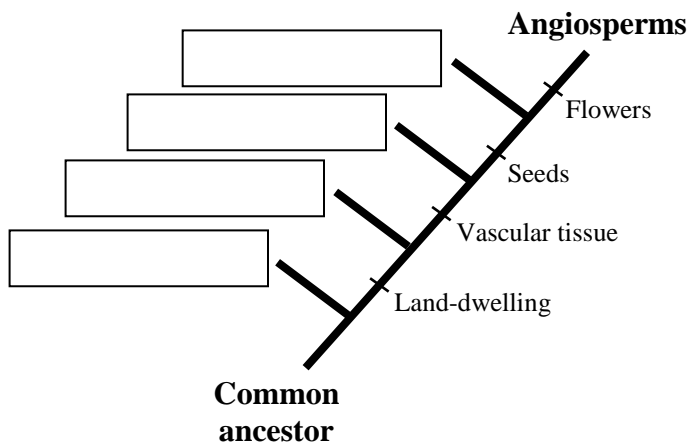 Angiosperms
Flowers
Seeds
Vascular tissue
Land-dwelling
Common
ancestor